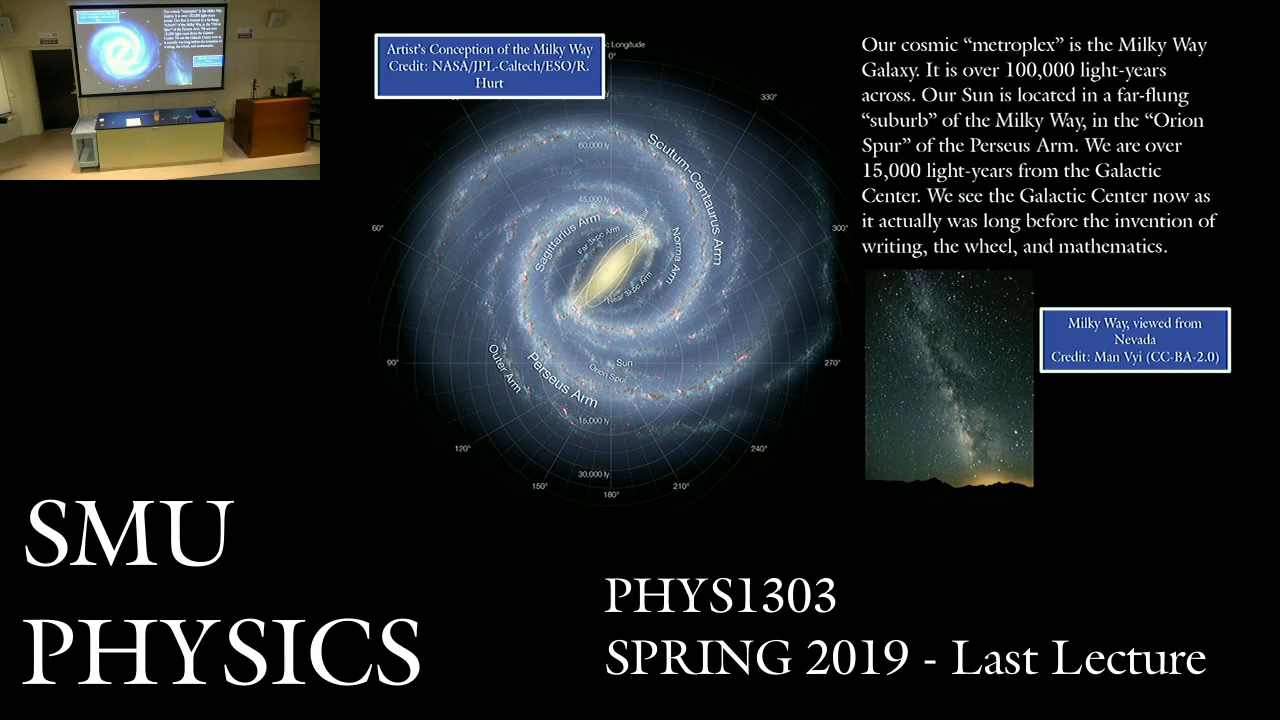 Artist's Conception of the Milky Way
Credit: NASA/JPL-Caltech/ESO/R.
Hurt
Longitude
0°
330°
300°
270°
240°
210°
180°
150°
120°
90°
60°
60,000 ly
45,000 ly
Scutum-Centaurus Arm
Sagittarius Arm
Far 3kpc Arm
Norma Arm
Near 3kpc Arm
Sun
Orion Spur
Perseus Arm
Outer Arm
15,000 ly
30,000 ly
Our cosmic “metroplex” is the Milky Way
Galaxy. It is over 100,000 light-years
across. Our Sun is located in a far-flung
“suburb” of the Milky Way, in the “Orion
Spur” of the Perseus Arm. We are over
15,000 light-years from the Galactic
Center. We see the Galactic Center now as
it actually was long before the invention of
writing, the wheel, and mathematics.
Milky Way, viewed from
Nevada
Credit: Man Vyi (CC-BA-2.0)
SMU
PHYSICS
PHYS1303
SPRING 2019 - Last Lecture